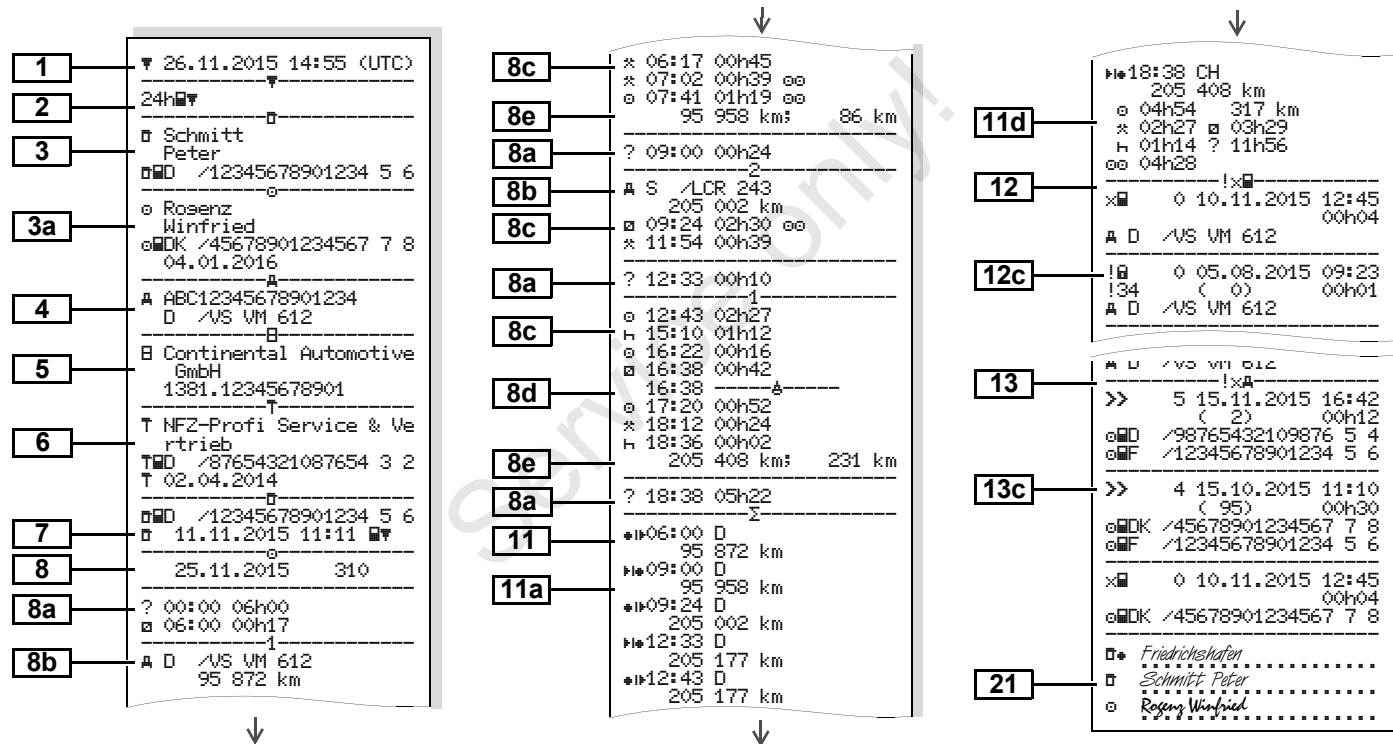 1
▼ 26.11.2015 14:55 (UTC)
2
24h▼
3
Schmitt
Peter
D /12345678901234 5 6
3a
Rogenz
Winfried
DK /45678901234567 7 8
04.01.2016
4
ABC12345678901234
D /VS VM 612
5
Continental Automotive
GmbH
1381.12345678901
6
NFZ-Profi Service & Ve
rtrieb
D /87654321087654 3 2
02.04.2014
D /12345678901234 5 6
7
11.11.2015 11:11 ▼
8
25.11.2015 310
8a
? 00:00 06h00
06:00 00h17
1
8b
D /VS VM 612
95 872 km
8c
06:17 00h45
07:02 00h39
07:41 01h19
8e
95 958 km; 86 km
8a
? 09:00 00h24
2
8b
S /LCR 243
205 002 km
8c
09:24 02h30
11:54 00h39
8a
? 12:33 00h10
1
12:43 02h27
8c
15:10 01h12
16:22 00h16
16:38 00h42
8d
16:38
17:20 00h52
18:12 00h24
18:36 00h02
8e
205 408 km; 231 km
8a
? 18:38 05h22
Σ
11
06:00 D
95 872 km
09:00 D
11a
95 958 km
09:24 D
205 002 km
12:33 D
205 177 km
12:43 D
205 177 km
18:38 CH
205 408 km
04h54 317 km
11d
02h27 03h29
01h14 ? 11h56
04h28
!x
12
x 0 10.11.2015 12:45
00h04
D /VS VM 612
12c
! 0 05.08.2015 09:23
!34 ( 0) 00h01
D /VS VM 612
D /VS VM 612
13
!x
>> 5 15.11.2015 16:42
( 2) 00h12
D /98765432109876 5 4
F /12345678901234 5 6
13c
>> 4 15.10.2015 11:10
( 95) 00h30
DK /45678901234567 7 8
F /12345678901234 5 6
x 0 10.11.2015 12:45
00h04
DK /45678901234567 7 8
Friedrichshafen
21
Schmitt Peter
Rogenz Winfried
Service only!